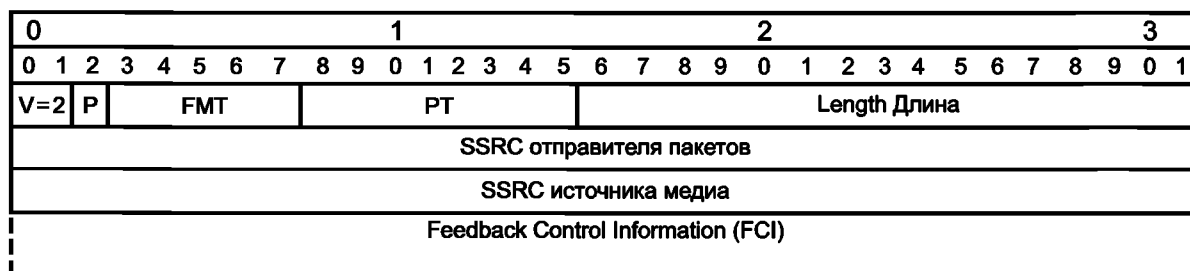 0 1 2 3
0 1 2 3 4 5 6 7 8 9 0 1 2 3 4 5 6 7 8 9 0 1 2 3 4 5 6 7 8 9 0 1
V=2 P FMT PT Length Длина
SSRC отправителя пакетов
SSRC источника медиа
Feedback Control Information (FCI)